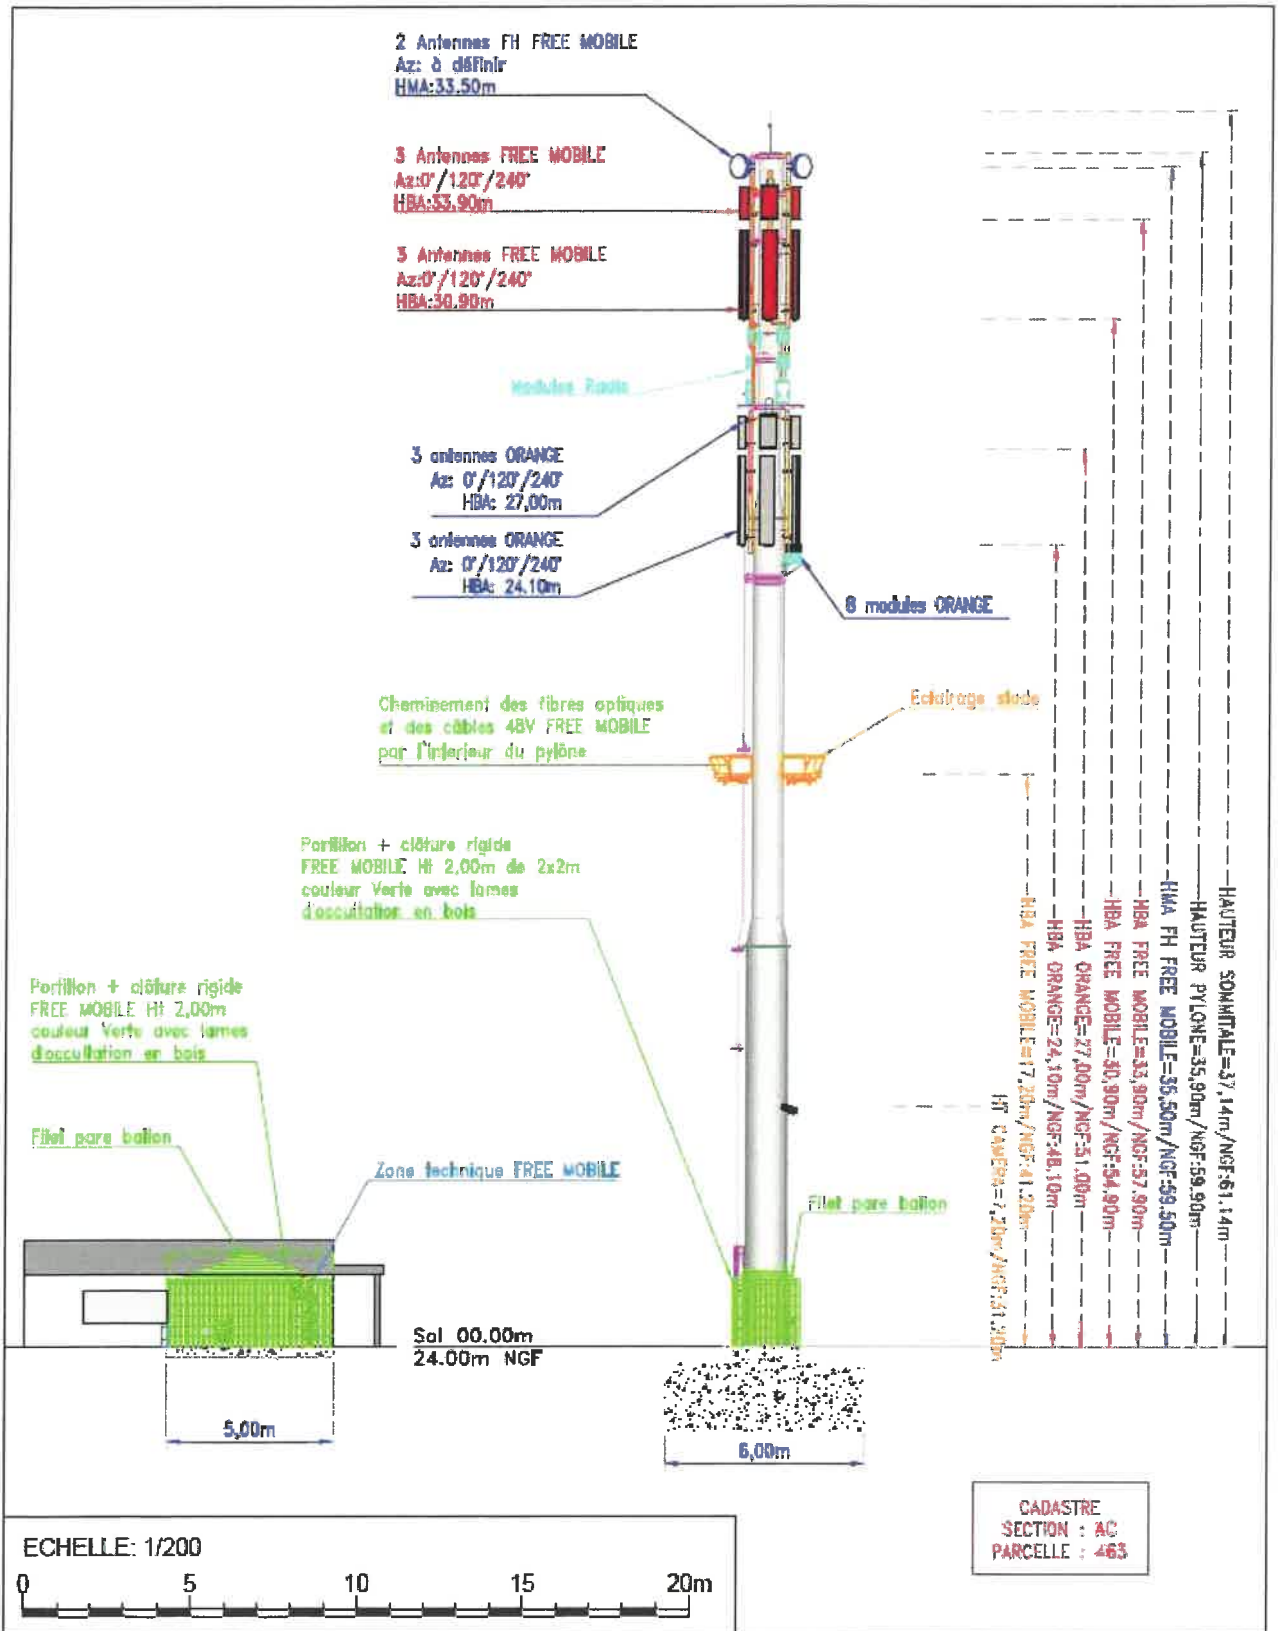 2 Antennes FH FREE MOBILE
Az: à définir
HMA:33.50m
3 Antennes FREE MOBILE
Az:0°/120°/240°
HBA:33.90m
3 Antennes FREE MOBILE
Az:0°/120°/240°
HBA:30.90m
Modules Radio
3 antennes ORANGE
Az: 0°/120°/240°
HBA: 27,00m
3 antennes ORANGE
Az: 0°/120°/240°
HBA: 24.10m
6 modules ORANGE
Cheminement des fibres optiques
et des câbles 48V FREE MOBILE
par l'interieur du pylône
Eclairage stade
Portillon + clôture rigide
FREE MOBILE Ht 2,00m de 2x2m
couleur Verte avec lames
d'occultation en bois
Portillon + clôture rigide
FREE MOBILE Ht 2,00m
couleur Verte avec lames
d'occultation en bois
Filet pare ballon
Zone technique FREE MOBILE
Filet pare ballon
HT CAMERA=7,20m/NGF:31.20m
HBA FREE MOBILE=17,20m/NGF:41.20m
HBA ORANGE=24,10m/NGF:48,10m
HBA ORANGE=27,00m/NGF:51.00m
HBA FREE MOBILE=30,90m/NGF:54,90m
HBA FREE MOBILE=33,90m/NGF:57.90m
HMA FH FREE MOBILE=35,50m/NGF:59.50m
HAUTEUR PYLONE=35,90m/NGF:59.90m
HAUTEUR SOMMITALE=37,14m/NGF:61.14m
Sol 00.00m
24.00m NGF
5,00m
6,00m
CADASTRE
SECTION : AC
PARCELLE : 463
ECHELLE: 1/200
0 5 10 15 20m